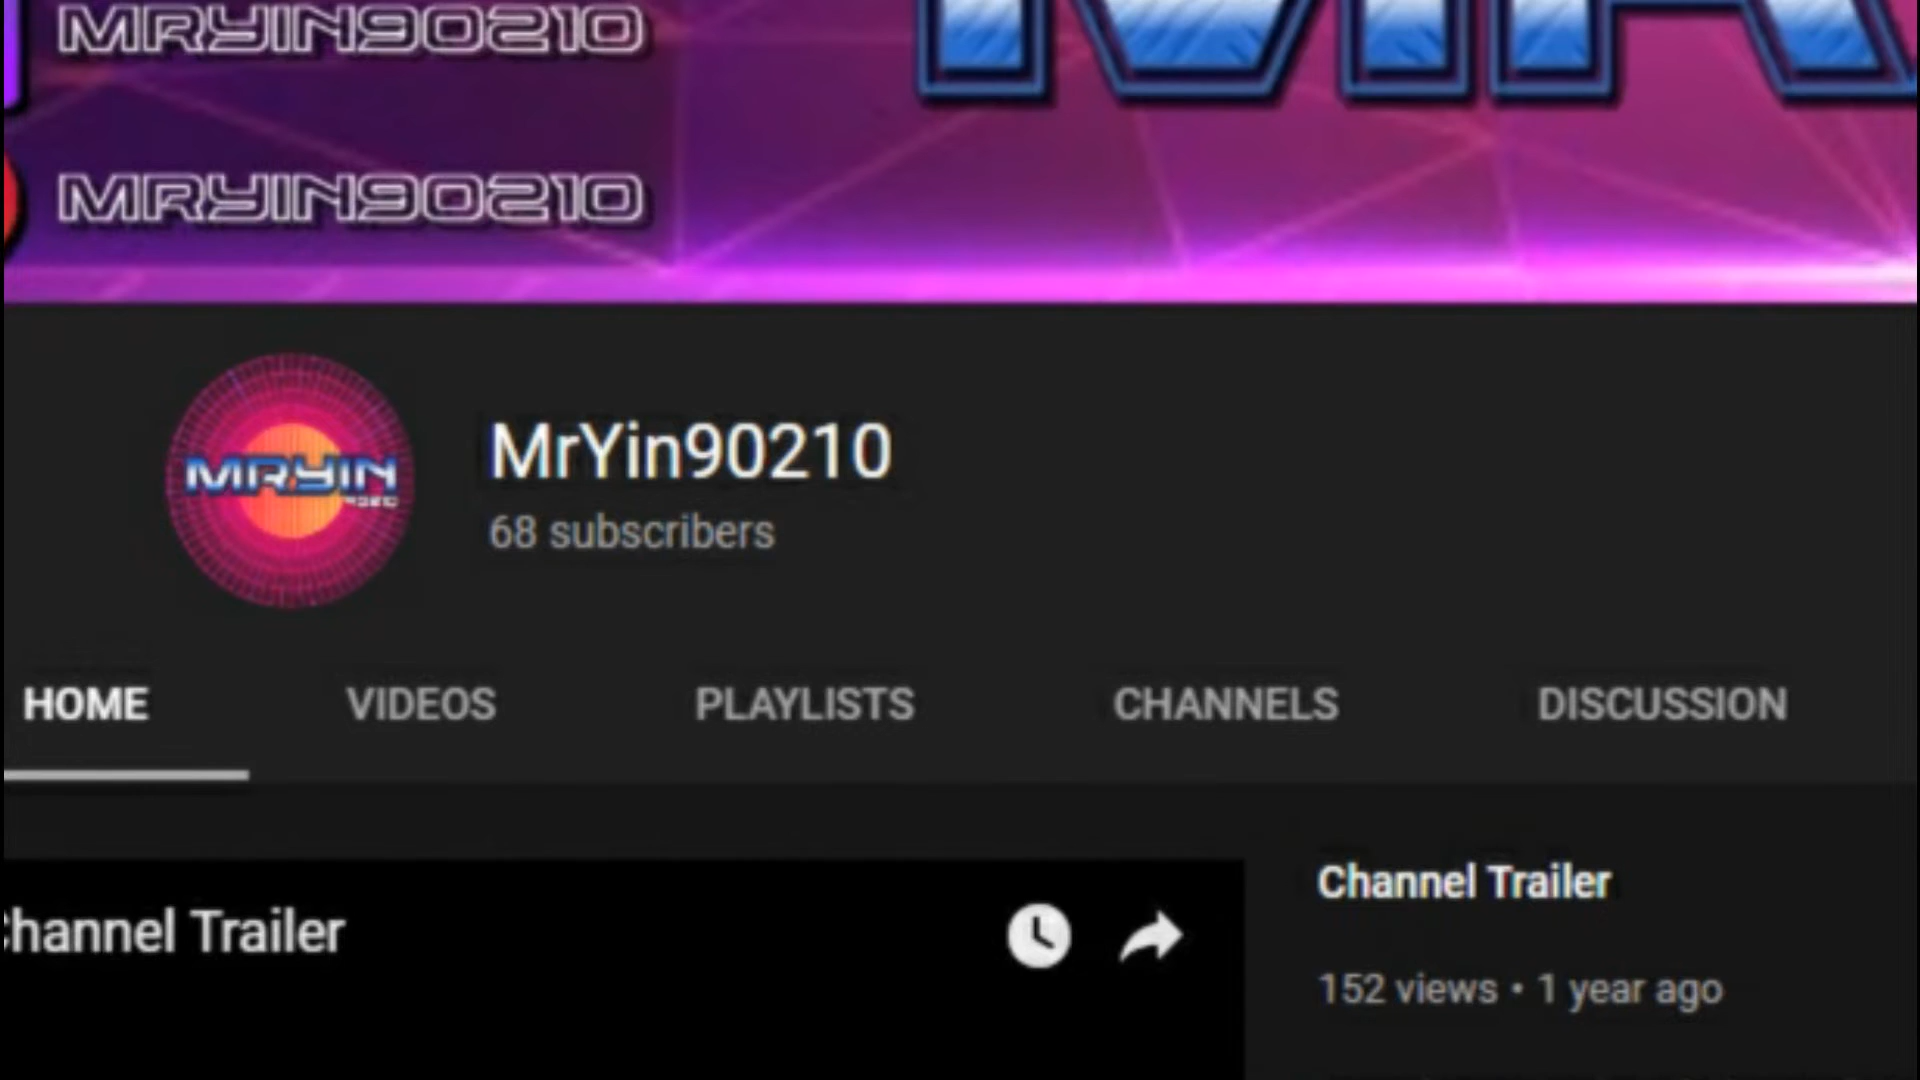 MRYIN90210
MRYIN90210
MRYIN
MrYin90210
68 subscribers
HOME VIDEOS PLAYLISTS CHANNELS DISCUSSION
Channel Trailer
Channel Trailer
152 views • 1 year ago